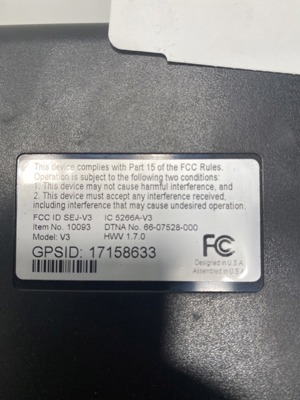 This device complies with Part 15 of the FCC Rules.
Operation is subject to the following two conditions:
1. This device may not cause harmful interference, and
2. This device must accept any interference received,
including interference that may cause undesired operation.
FCC ID SEJ-V3 IC 5266A-V3
Item No. 10093 DTNA No. 66-07528-000
Model: V3 HWV 1.7.0
GPSID: 17158633
FC
Designed in U.S.A.
Assembled in U.S.A.